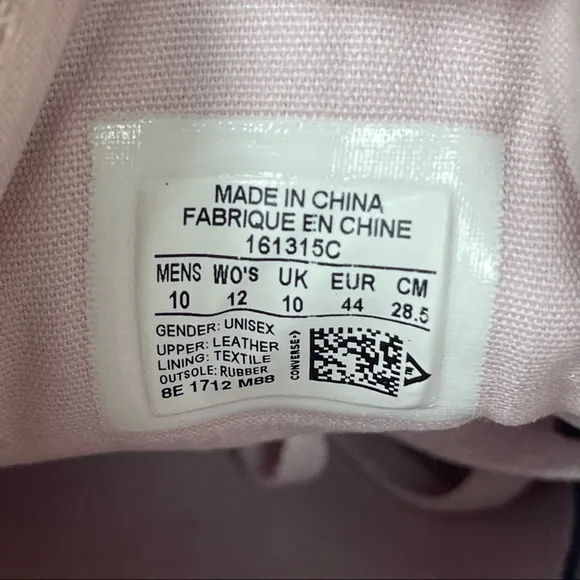 MADE IN CHINA
FABRIQUE EN CHINE
161315C
MENS WO'S UK EUR CM
10 12 10 44 28.5
GENDER: UNISEX
UPPER: LEATHER
LINING: TEXTILE
OUTSOLE: RUBBER
8E 1712 M88
CONVERSE